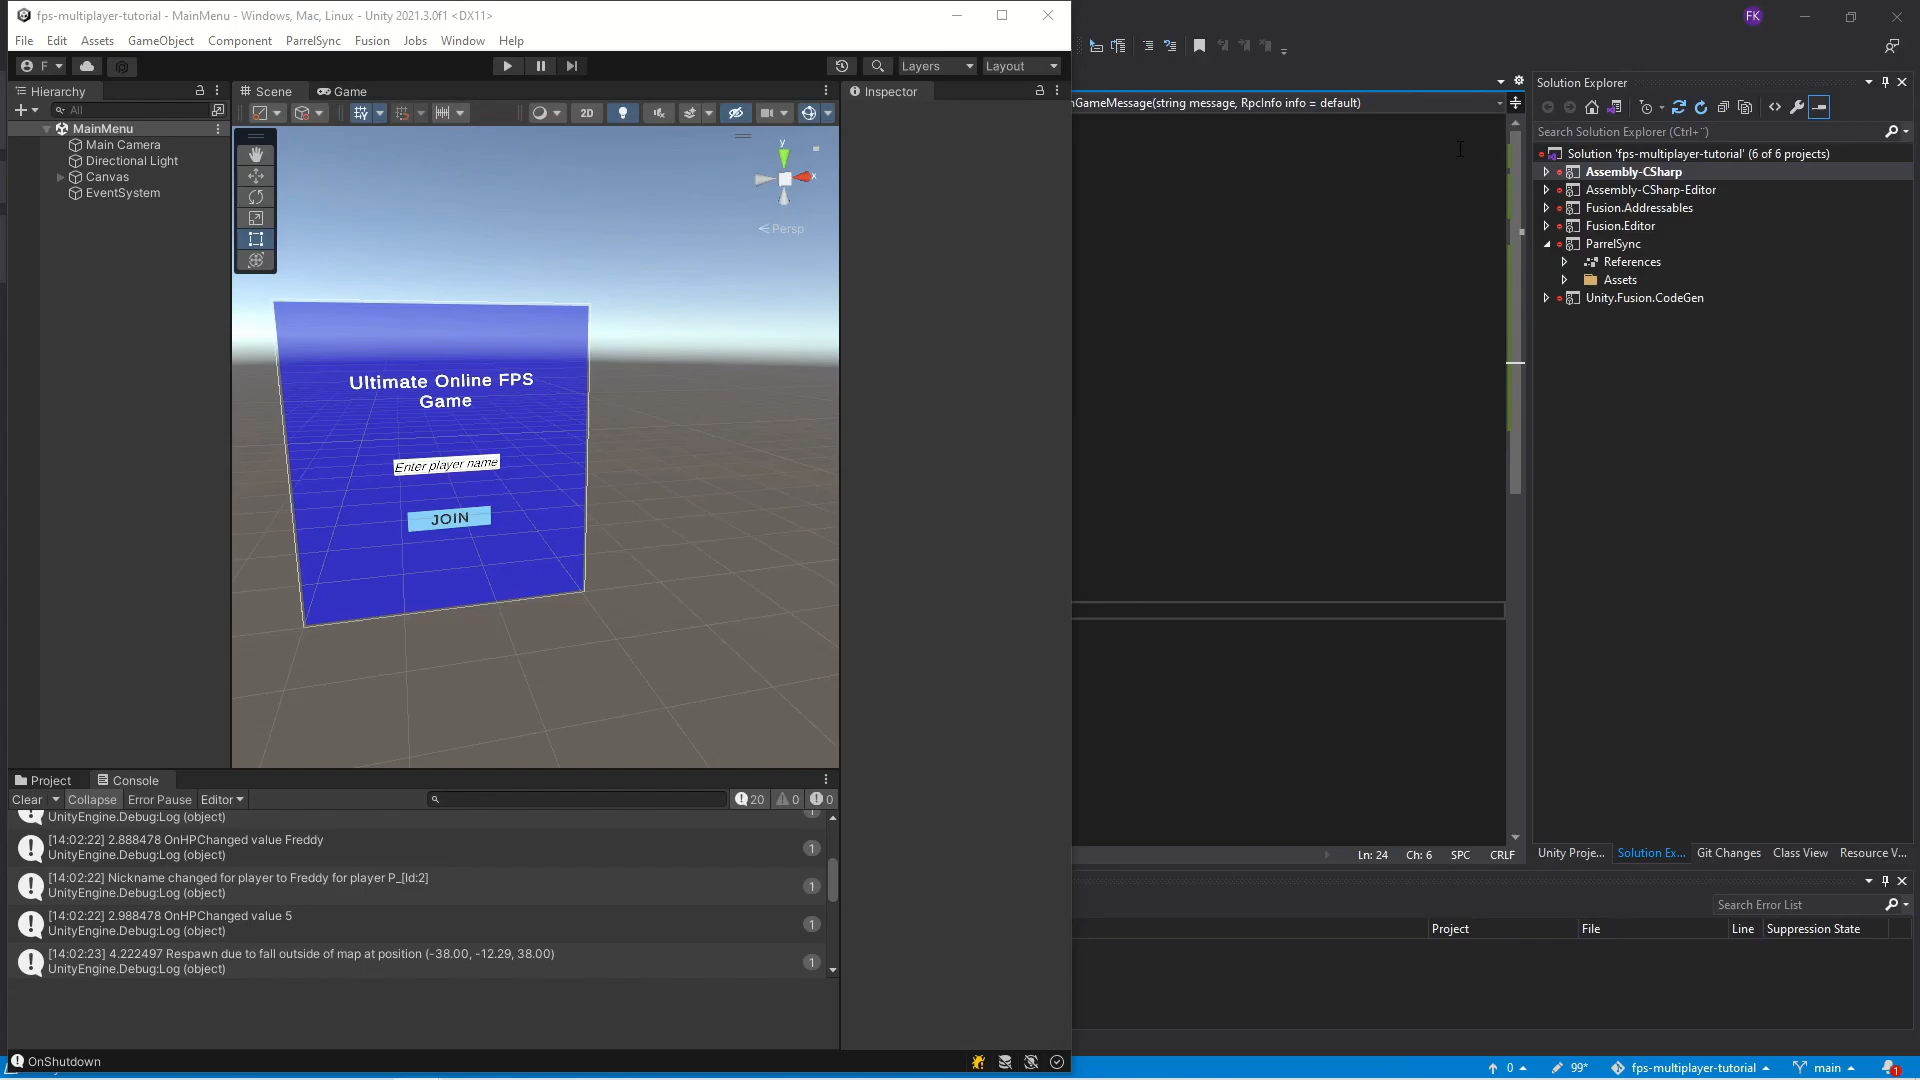 fps-multiplayer-tutorial - MainMenu - Windows, Mac, Linux - Unity 2021.3.0f1 <DX11>
File Edit Assets GameObject Component ParrelSync Fusion Jobs Window Help
F
Layers
Layout
Hierarchy
All
MainMenu
Main Camera
Directional Light
Canvas
EventSystem
Scene
Game
2D
y
x
Persp
Ultimate Online FPS
Game
Enter player name
JOIN
Inspector
Project
Console
Clear Collapse Error Pause Editor
20 0 0
UnityEngine.Debug:Log (object)
[14:02:22] 2.888478 OnHPChanged value Freddy
UnityEngine.Debug:Log (object)
1
[14:02:22] Nickname changed for player to Freddy for player P_[Id:2]
UnityEngine.Debug:Log (object)
1
[14:02:22] 2.988478 OnHPChanged value 5
UnityEngine.Debug:Log (object)
1
[14:02:23] 4.222497 Respawn due to fall outside of map at position (-38.00, -12.29, 38.00)
UnityEngine.Debug:Log (object)
1
OnShutdown
FK
nGameMessage(string message, RpcInfo info = default)
Ln: 24 Ch: 6 SPC CRLF
Solution Explorer
Search Solution Explorer (Ctrl+¨)
Solution 'fps-multiplayer-tutorial' (6 of 6 projects)
Assembly-CSharp
Assembly-CSharp-Editor
Fusion.Addressables
Fusion.Editor
ParrelSync
References
Assets
Unity.Fusion.CodeGen
Unity Proje... Solution Ex... Git Changes Class View Resource V...
Search Error List
Project File Line Suppression State
0 99* fps-multiplayer-tutorial main 1